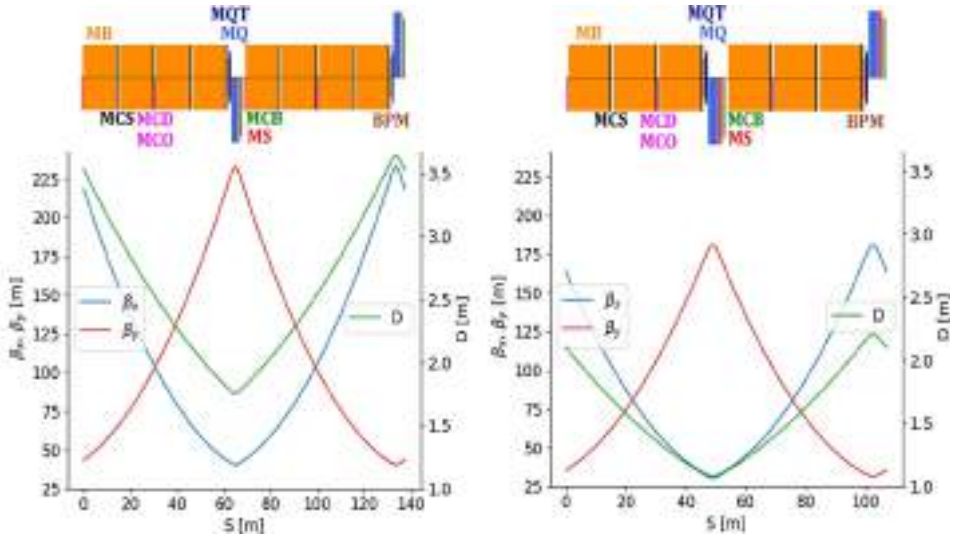 MQT
MB MQ
MCS MCD MCB BPM
MCO MS
225
200
175
150
125
100
75
50
25
βx, βy [m]
βx
βy
D
3.5
3.0
2.5
2.0
1.5
1.0
D [m]
0 20 40 60 80 100 120 140
S [m]
MQT
MB MQ
MCS MCD MCB BPM
MCO MS
225
200
175
150
125
100
75
50
25
βx, βy [m]
βx
βy
D
3.5
3.0
2.5
2.0
1.5
1.0
D [m]
0 20 40 60 80 100
S [m]